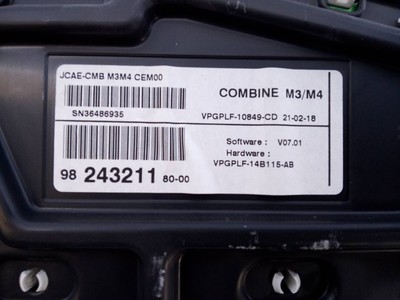 JCAE-CMB M3M4 CEM00
COMBINE M3/M4
SN36486935
VPGPLF-10849-CD 21-02-18
Software : V07.01
Hardware :
VPGPLF-14B115-AB
98 243211 80-00